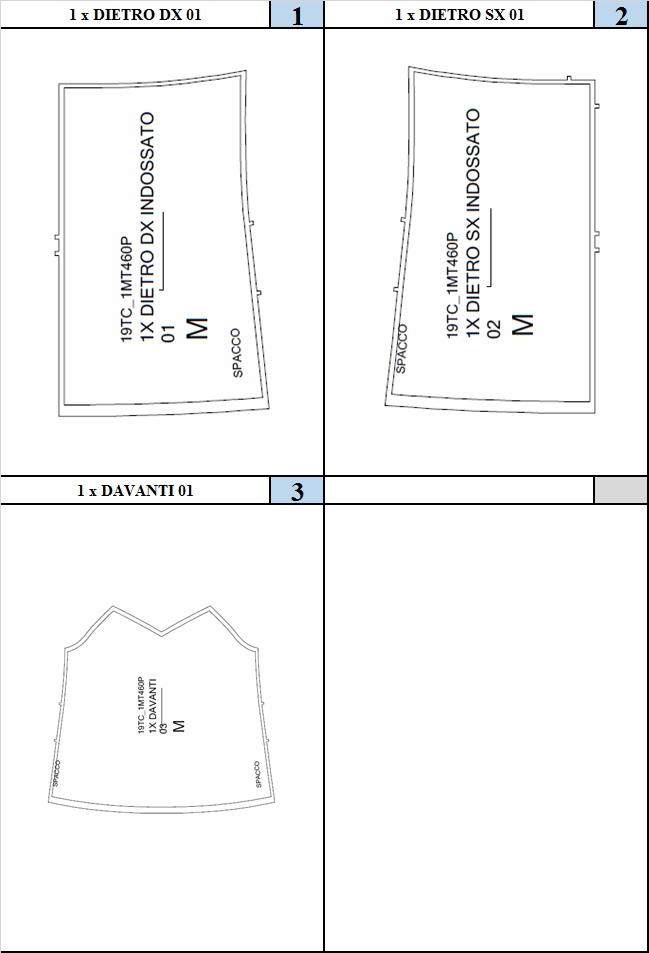 1 x DIETRO DX 01
1
1 x DIETRO SX 01
2
19TC_1MT460P
1X DIETRO DX INDOSSATO
01
M
SPACCO
19TC_1MT460P
1X DIETRO SX INDOSSATO
02
M
SPACCO
1 x DAVANTI 01
3
19TC_1MT460P
1X DAVANTI
03
M
SPACCO
SPACCO